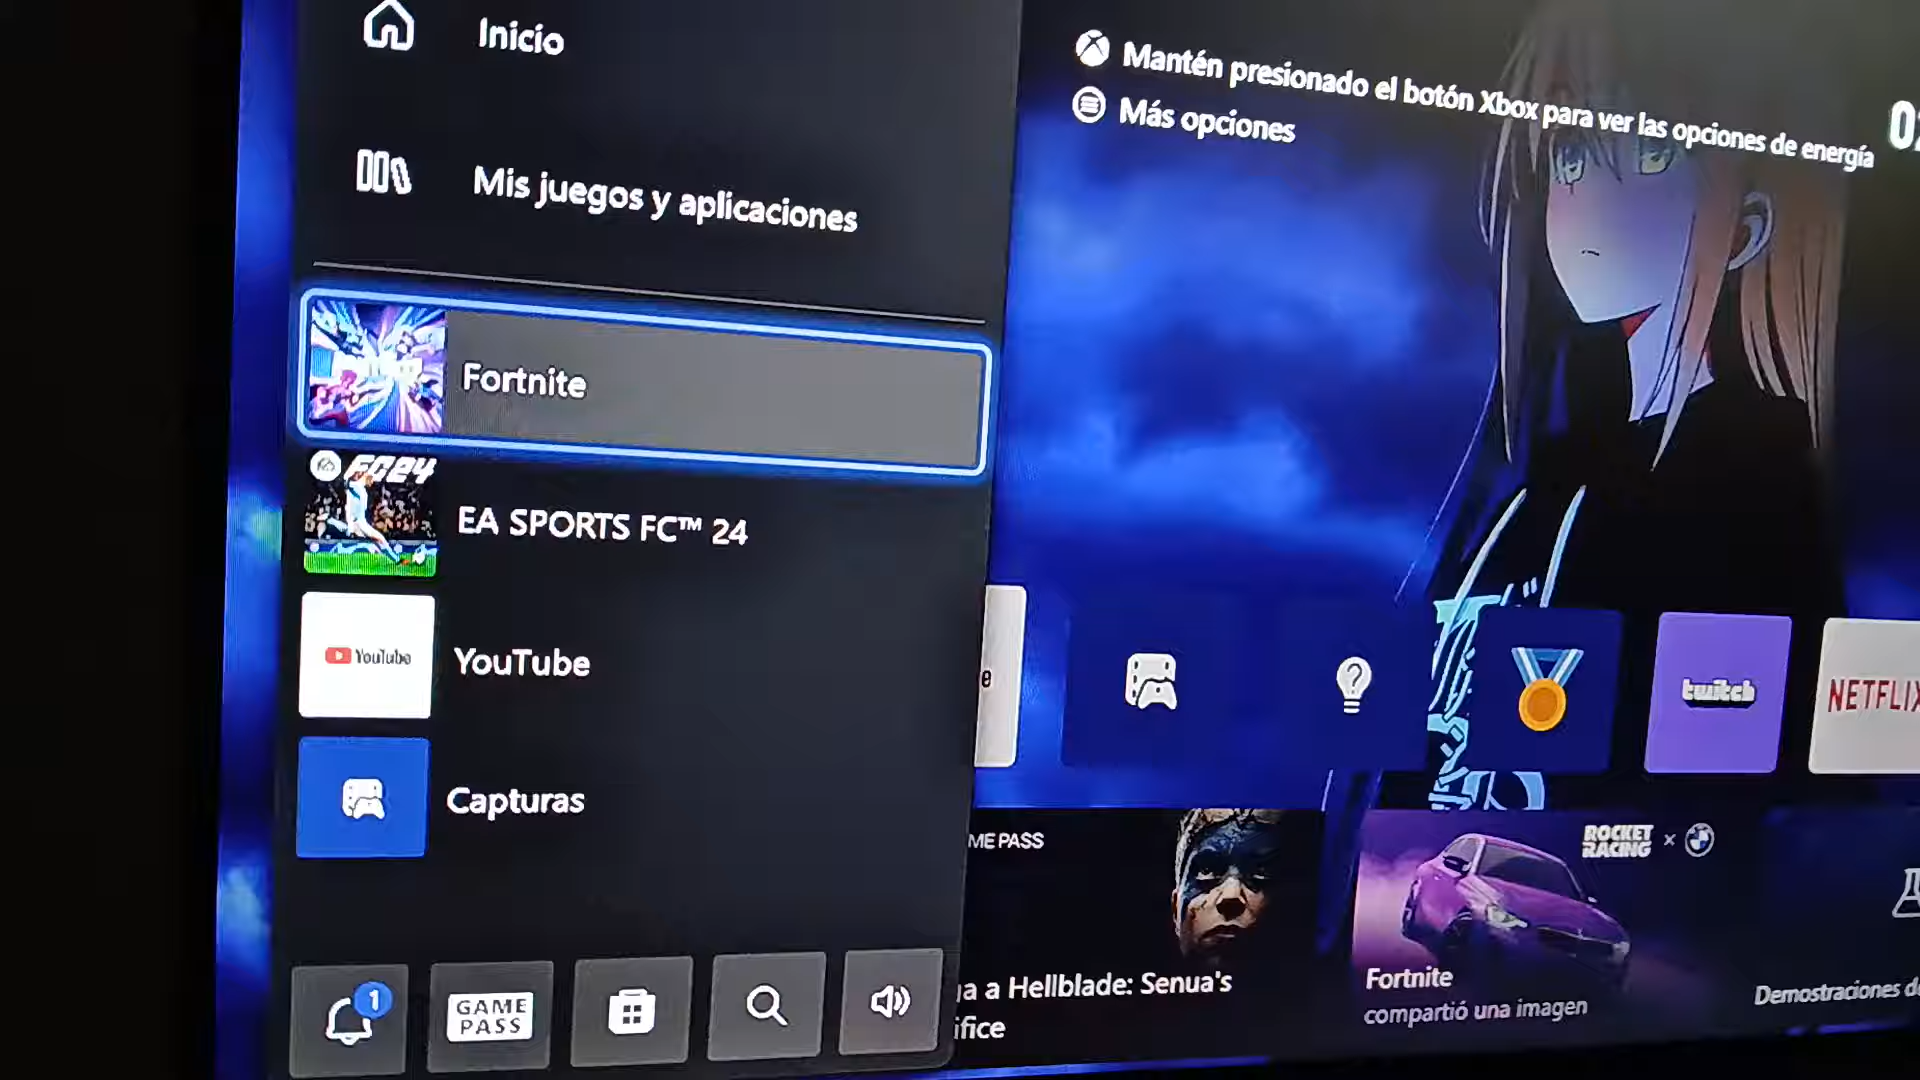 Inicio
Mis juegos y aplicaciones
Fortnite
FC24
EA SPORTS FC™ 24
YouTube
YouTube
Capturas
1
GAME
PASS
Mantén presionado el botón Xbox para ver las opciones de energía
Más opciones
twitch
NETFLIX
ME PASS
a a Hellblade: Senua's
ifice
ROCKET
RACING
×
Fortnite
compartió una imagen
Demostraciones